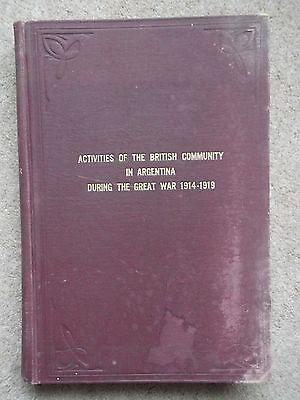 ACTIVITIES OF THE BRITISH COMMUNITY
IN ARGENTINA
DURING THE GREAT WAR 1914-1919